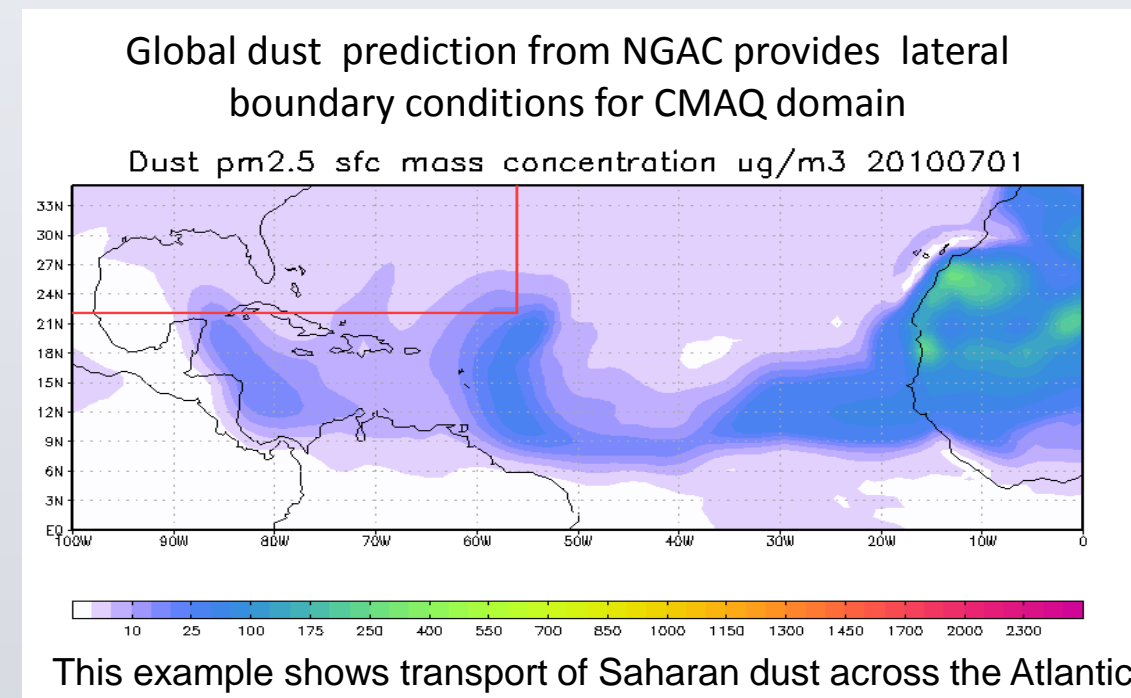 Global dust  prediction from NGAC provides  lateral
boundary conditions for CMAQ domain
Dust pm2.5 sfc mass concentration ug/m3 20100701
33N
30N
27N
24N
21N
18N
15N
12N
9N
6N
3N
EQ
100W 90W 80W 70W 60W 50W 40W 30W 20W 10W 0
10 25 100 175 250 400 550 700 850 1000 1150 1300 1450 1700 2000 2300
This example shows transport of Saharan dust across the Atlantic